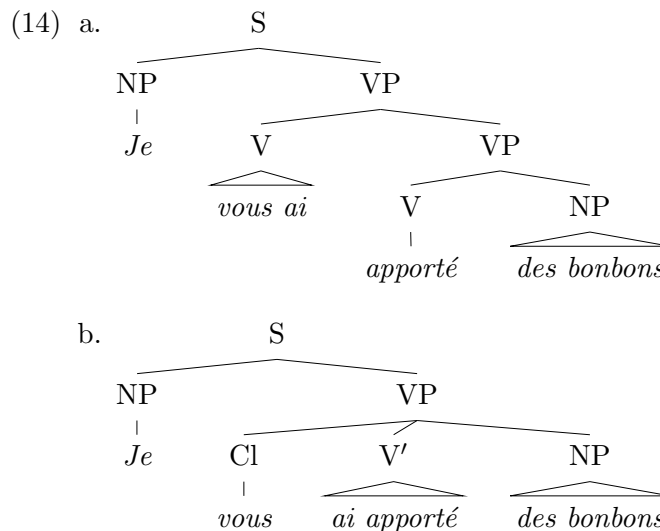 (14) a. S
NP VP
Je V VP
vous ai V NP
apporté des bonbons
b. S
NP VP
Je Cl V′ NP
vous ai apporté des bonbons